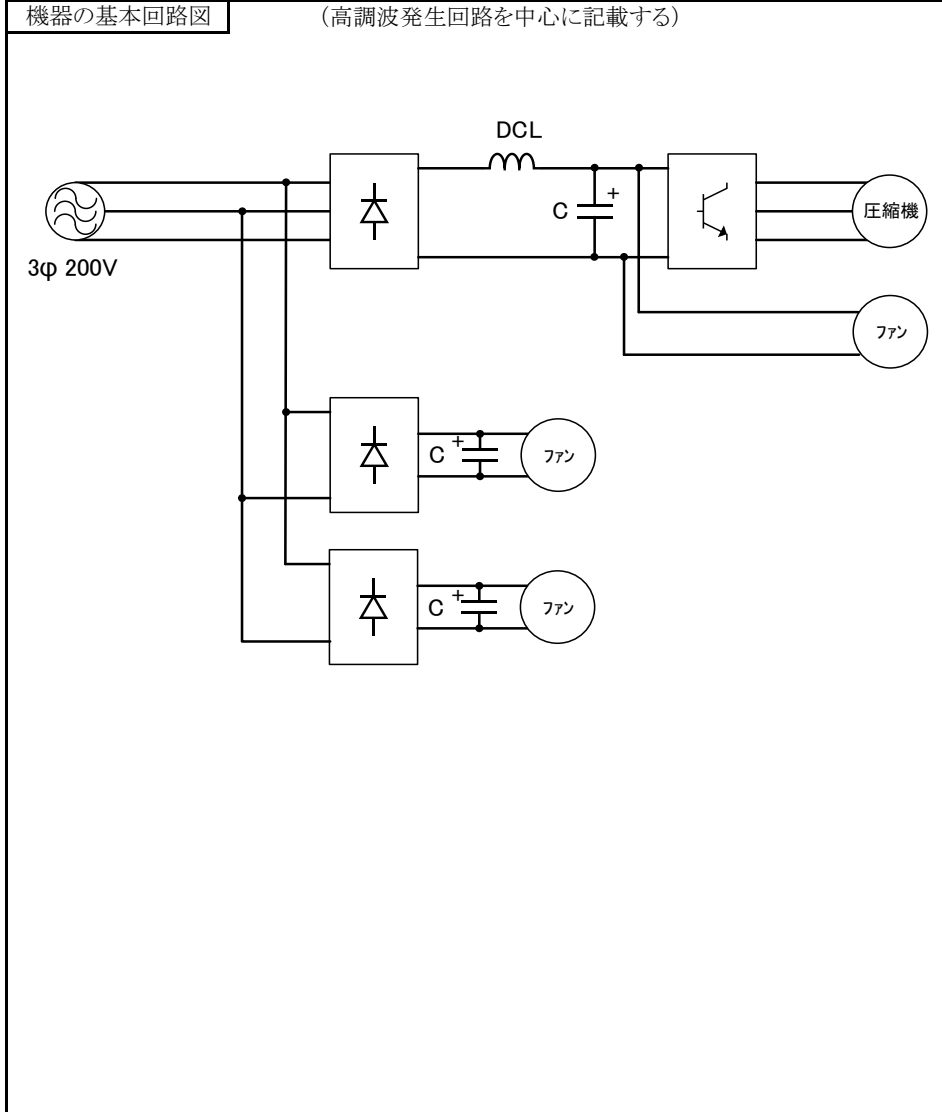 機器の基本回路図
(高調波発生回路を中心に記載する)
DCL
C
+
圧縮機
3φ 200V
ファン
C
+
ファン
C
+
ファン